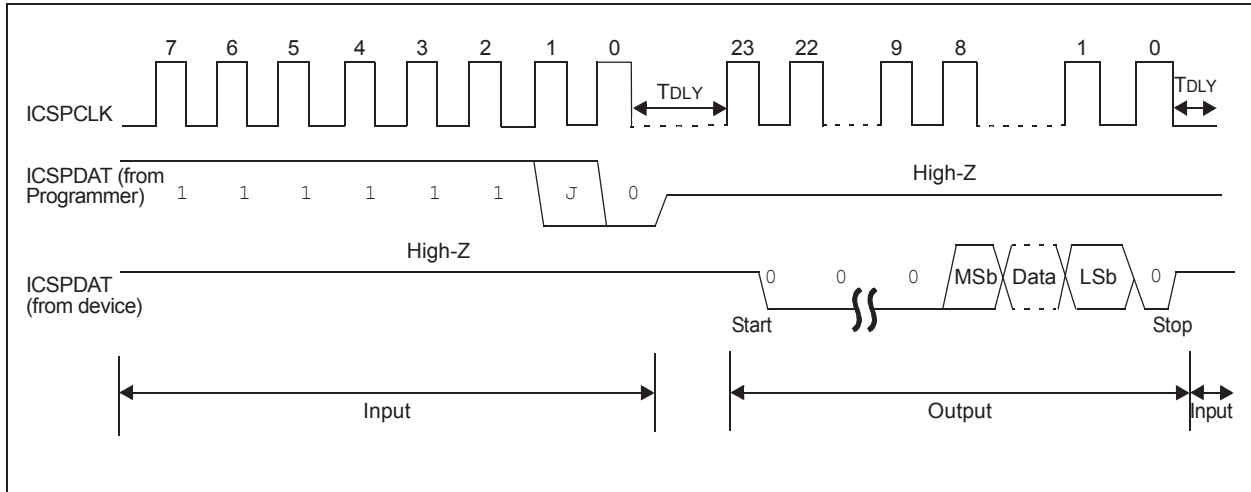 7 6 5 4 3 2 1 0 23 22 9 8 1 0
TDLY TDLY
ICSPCLK
ICSPDAT (from
Programmer)
1 1 1 1 1 1 J 0
High-Z
High-Z
ICSPDAT
(from device)
0 0 0 MSb Data LSb 0
Start Stop
Input Output Input